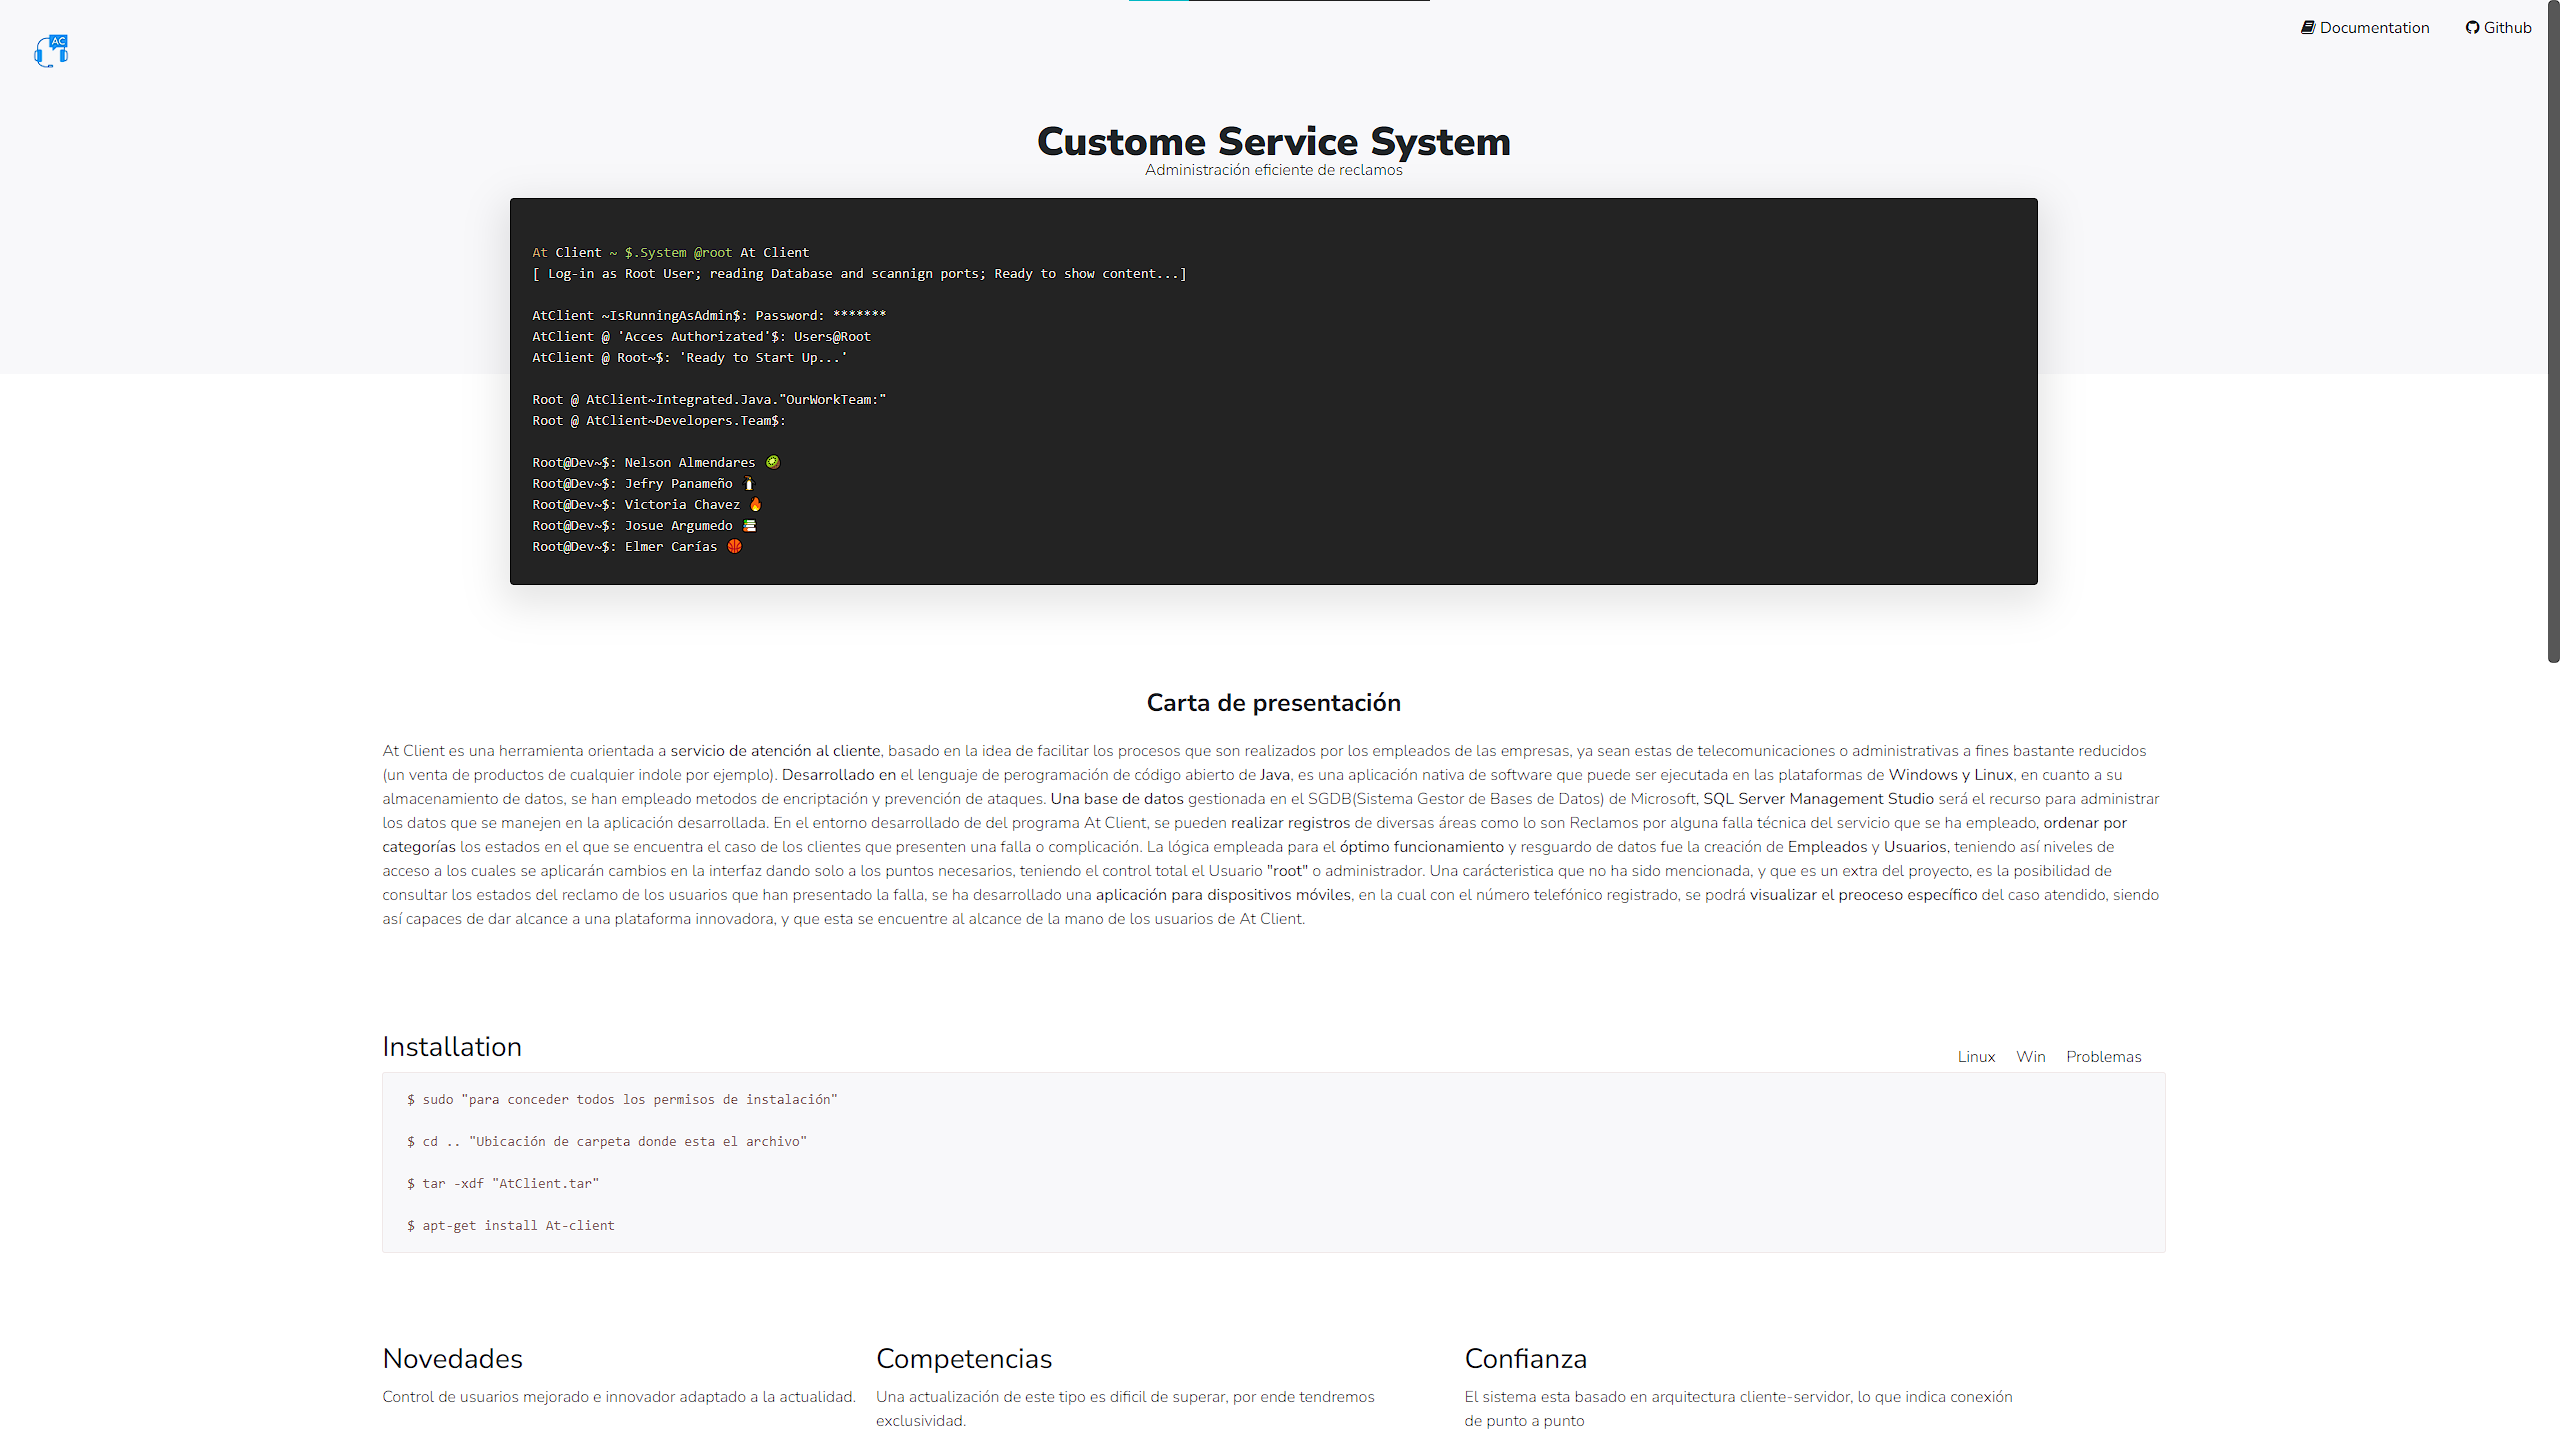 AC
Documentation
Github
Custome Service System
Administración eficiente de reclamos
At Client ~ $.System @root At Client
[ Log-in as Root User; reading Database and scannign ports; Ready to show content...]
AtClient ~IsRunningAsAdmin$: Password: *******
AtClient @ 'Acces Authorizated'$: Users@Root
AtClient @ Root~$: 'Ready to Start Up...'
Root @ AtClient~Integrated.Java."OurWorkTeam:"
Root @ AtClient~Developers.Team$:
Root@Dev~$: Nelson Almendares 🥝
Root@Dev~$: Jefry Panameño 🐧
Root@Dev~$: Victoria Chavez 🔥
Root@Dev~$: Josue Argumedo 📚
Root@Dev~$: Elmer Carías 🏀
Carta de presentación
At Client es una herramienta orientada a servicio de atención al cliente, basado en la idea de facilitar los procesos que son realizados por los empleados de las empresas, ya sean estas de telecomunicaciones o administrativas a fines bastante reducidos
(un venta de productos de cualquier indole por ejemplo). Desarrollado en el lenguaje de perogramación de código abierto de Java, es una aplicación nativa de software que puede ser ejecutada en las plataformas de Windows y Linux, en cuanto a su
almacenamiento de datos, se han empleado metodos de encriptación y prevención de ataques. Una base de datos gestionada en el SGDB(Sistema Gestor de Bases de Datos) de Microsoft, SQL Server Management Studio será el recurso para administrar
los datos que se manejen en la aplicación desarrollada. En el entorno desarrollado de del programa At Client, se pueden realizar registros de diversas áreas como lo son Reclamos por alguna falla técnica del servicio que se ha empleado, ordenar por
categorías los estados en el que se encuentra el caso de los clientes que presenten una falla o complicación. La lógica empleada para el óptimo funcionamiento y resguardo de datos fue la creación de Empleados y Usuarios, teniendo así niveles de
acceso a los cuales se aplicarán cambios en la interfaz dando solo a los puntos necesarios, teniendo el control total el Usuario "root" o administrador. Una carácteristica que no ha sido mencionada, y que es un extra del proyecto, es la posibilidad de
consultar los estados del reclamo de los usuarios que han presentado la falla, se ha desarrollado una aplicación para dispositivos móviles, en la cual con el número telefónico registrado, se podrá visualizar el preoceso específico del caso atendido, siendo
así capaces de dar alcance a una plataforma innovadora, y que esta se encuentre al alcance de la mano de los usuarios de At Client.
Installation
Linux Win Problemas
$ sudo "para conceder todos los permisos de instalación"
$ cd .. "Ubicación de carpeta donde esta el archivo"
$ tar -xdf "AtClient.tar"
$ apt-get install At-client
Novedades
Control de usuarios mejorado e innovador adaptado a la actualidad.
Competencias
Una actualización de este tipo es dificil de superar, por ende tendremos
exclusividad.
Confianza
El sistema esta basado en arquitectura cliente-servidor, lo que indica conexión
de punto a punto